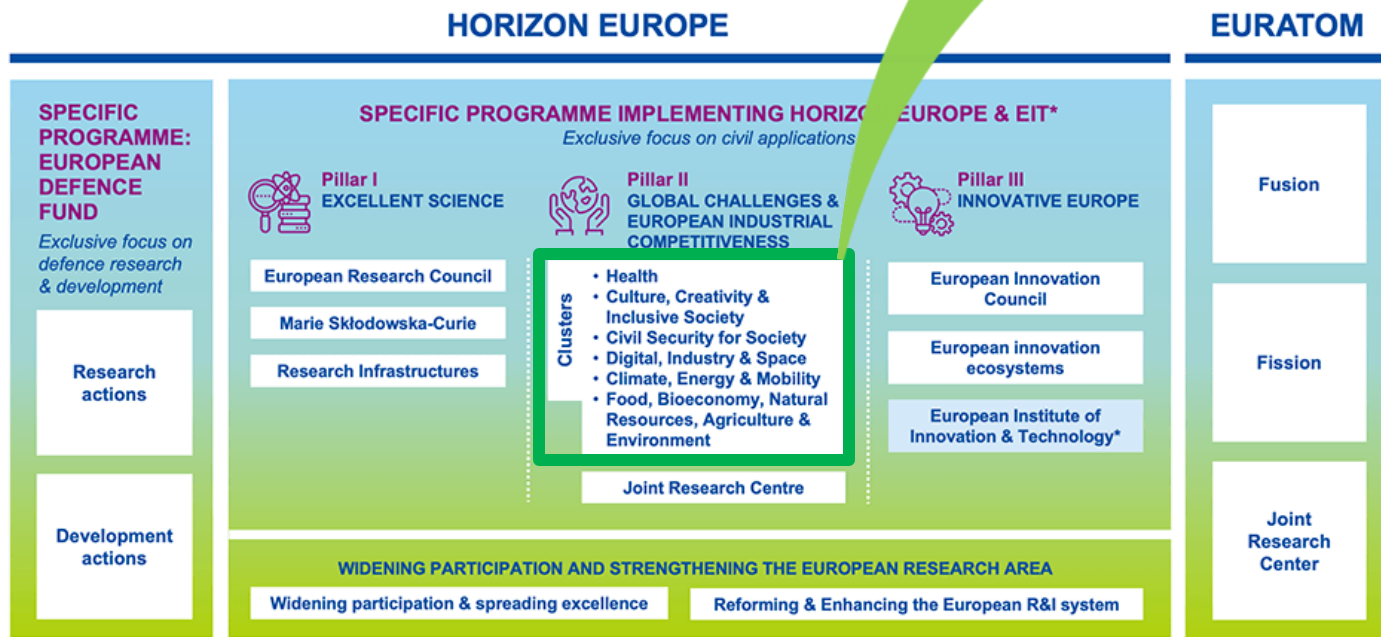 HORIZON EUROPE
EURATOM
SPECIFIC
PROGRAMME:
EUROPEAN
DEFENCE
FUND
Exclusive focus on
defence research
& development
Research
actions
Development
actions
SPECIFIC PROGRAMME IMPLEMENTING HORIZO EUROPE & EIT*
Exclusive focus on civil applications
Pillar I
EXCELLENT SCIENCE
European Research Council
Marie Skłodowska-Curie
Research Infrastructures
Pillar II
GLOBAL CHALLENGES &
EUROPEAN INDUSTRIAL
COMPETITIVENESS
Clusters
• Health
• Culture, Creativity &
Inclusive Society
• Civil Security for Society
• Digital, Industry & Space
• Climate, Energy & Mobility
• Food, Bioeconomy, Natural
Resources, Agriculture &
Environment
Joint Research Centre
Pillar III
INNOVATIVE EUROPE
European Innovation
Council
European innovation
ecosystems
European Institute of
Innovation & Technology*
WIDENING PARTICIPATION AND STRENGTHENING THE EUROPEAN RESEARCH AREA
Widening participation & spreading excellence
Reforming & Enhancing the European R&I system
Fusion
Fission
Joint
Research
Center